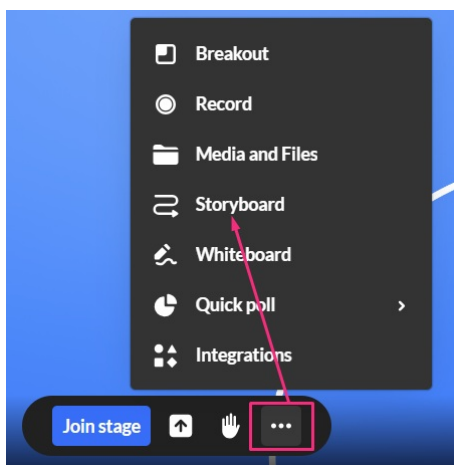 Breakout
Record
Media and Files
Storyboard
Whiteboard
Quick poll
Integrations
Join stage